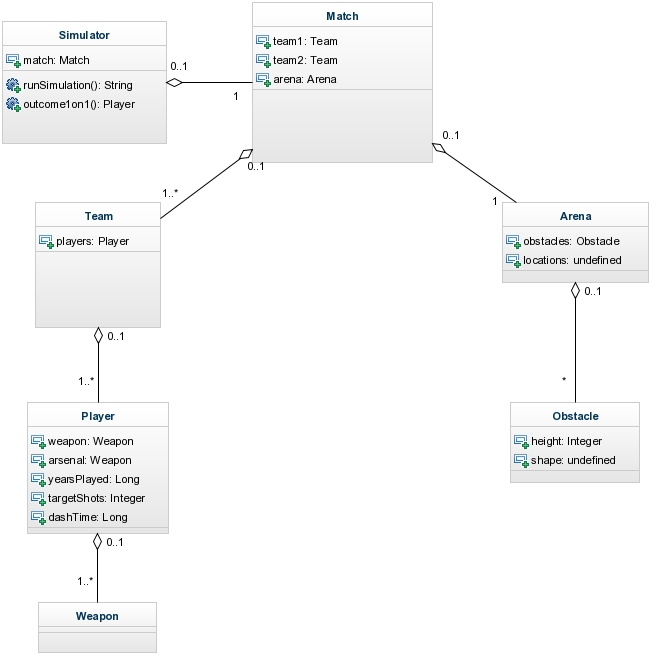 Simulator
match: Match
runSimulation(): String
outcome1on1(): Player
0..1
1
Match
team1: Team
team2: Team
arena: Arena
0..1
1..*
0..1
1
Team
players: Player
0..1
1..*
Arena
obstacles: Obstacle
locations: undefined
0..1
*
Player
weapon: Weapon
arsenal: Weapon
yearsPlayed: Long
targetShots: Integer
dashTime: Long
0..1
1..*
Obstacle
height: Integer
shape: undefined
Weapon